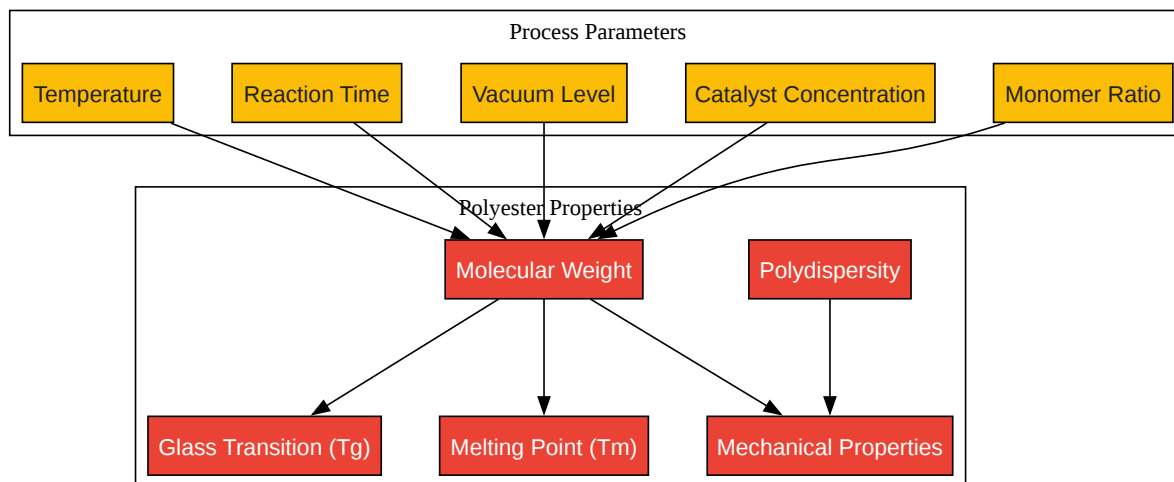 Process Parameters
Temperature
Reaction Time
Vacuum Level
Catalyst Concentration
Monomer Ratio
Polyester Properties
Molecular Weight
Polydispersity
Glass Transition (Tg)
Melting Point (Tm)
Mechanical Properties